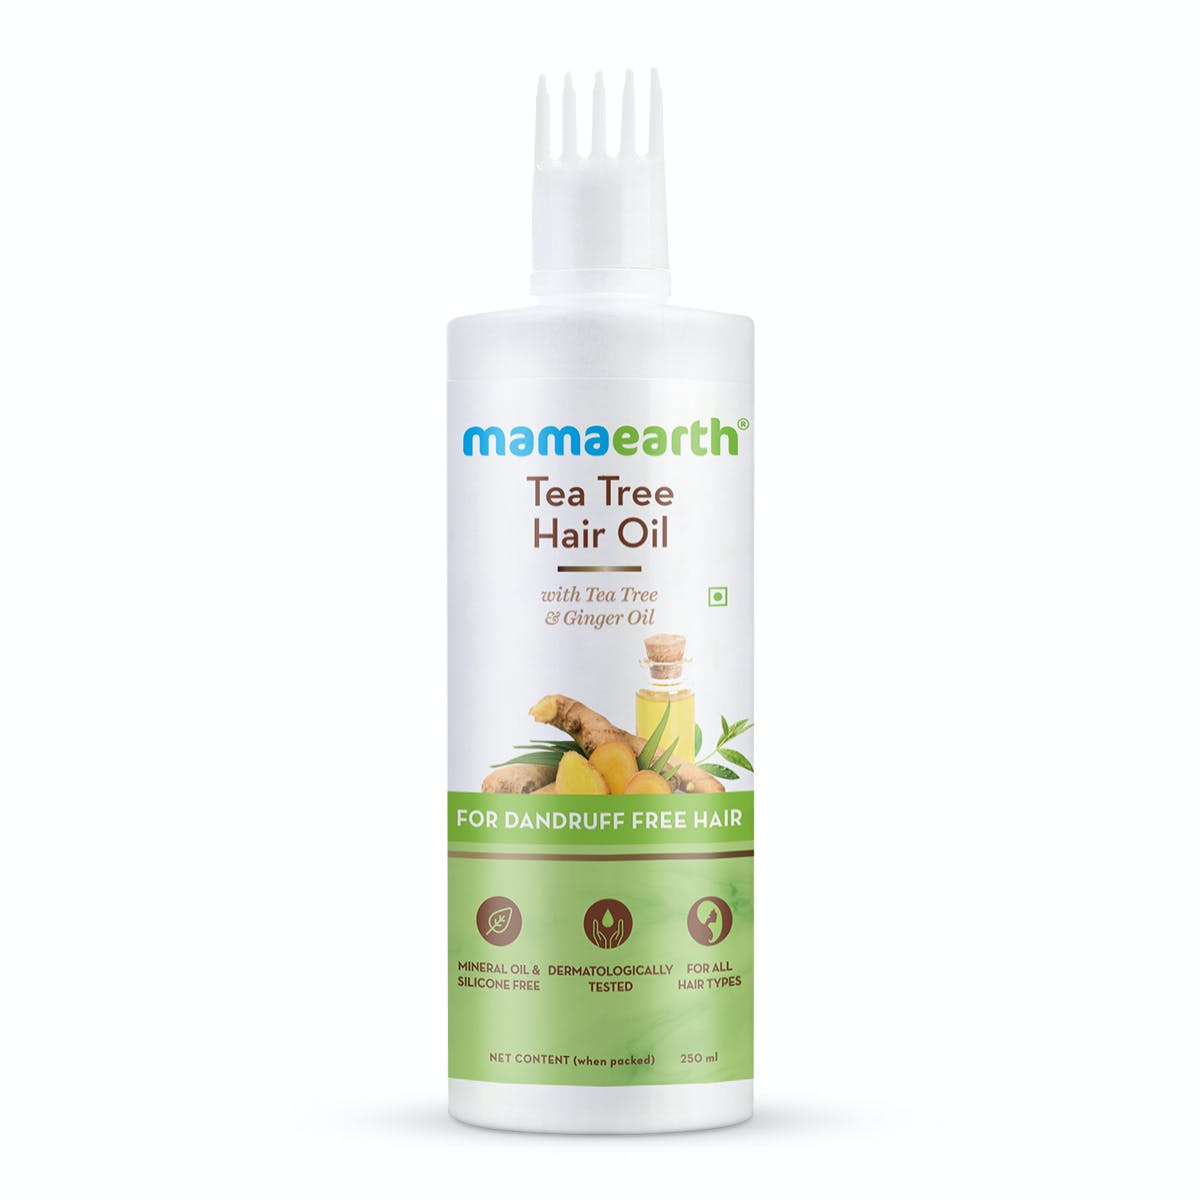 mamaearth®
Tea Tree
Hair Oil
with Tea Tree
& Ginger Oil
FOR DANDRUFF FREE HAIR
MINERAL OIL &
SILICONE FREE
DERMATOLOGICALLY
TESTED
FOR ALL
HAIR TYPES
NET CONTENT (when packed) 250 ml